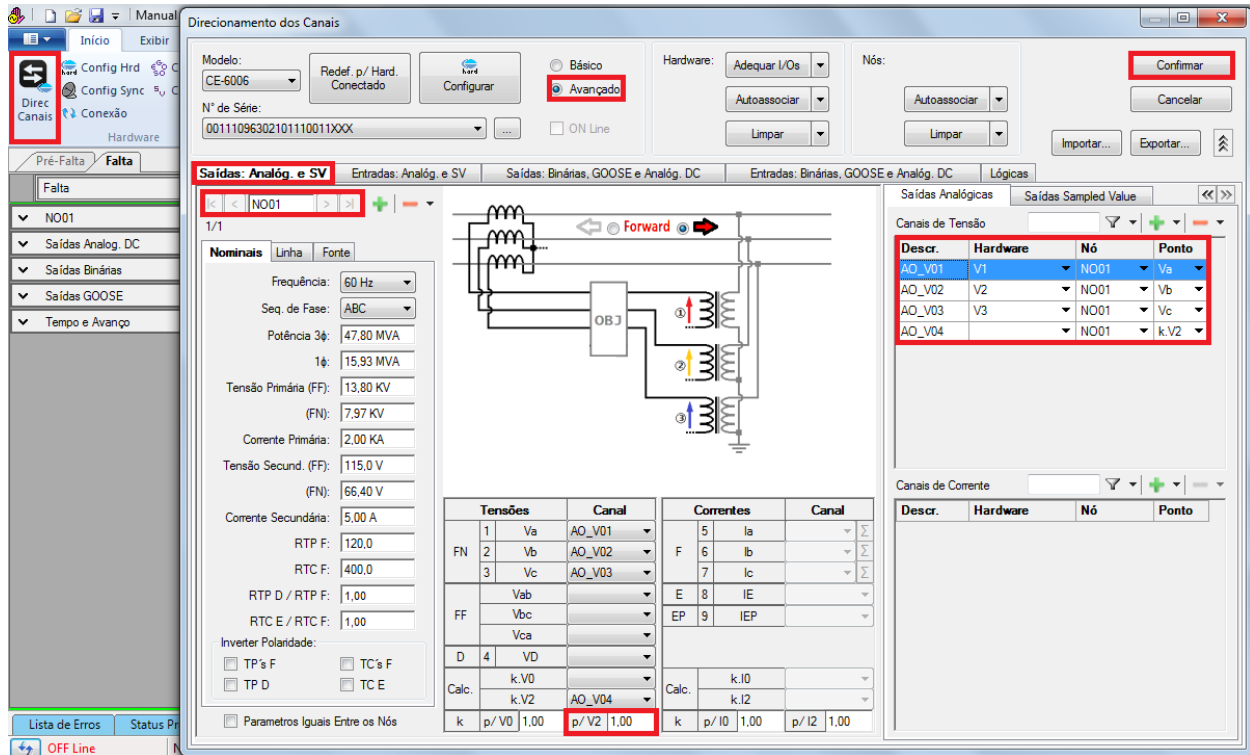 Manual
Início Exibir
Config Hrd C
Config Sync C
Conexão
Direc
Canais
Hardware
Pré-Falta Falta
Falta
NO01
Saídas Analog. DC
Saídas Binárias
Saídas GOOSE
Tempo e Avanço
Lista de Erros Status Pr
OFF Line N
Direcionamento dos Canais
Modelo:
CE-6006
Redef. p/ Hard.
Conectado
hard
Configurar
Básico
Avançado
ON Line
N° de Série:
00111096302101110011XXX
...
Hardware:
Adequar I/Os
Autoassociar
Limpar
Nós:
Autoassociar
Limpar
Confirmar
Cancelar
Importar...
Exportar...
Saídas: Analóg. e SV Entradas: Analóg. e SV Saídas: Binárias, GOOSE e Analóg. DC Entradas: Binárias, GOOSE e Analóg. DC Lógicas
NO01
1/1
Nominais Linha Fonte
Frequência: 60 Hz
Seq. de Fase: ABC
Potência 3ϕ: 47,80 MVA
1ϕ: 15,93 MVA
Tensão Primária (FF): 13,80 KV
(FN): 7,97 KV
Corrente Primária: 2,00 KA
Tensão Secund. (FF): 115,0 V
(FN): 66,40 V
Corrente Secundária: 5,00 A
RTP F: 120,0
RTC F: 400,0
RTP D / RTP F: 1,00
RTC E / RTC F: 1,00
Inverter Polaridade:
TP´s F TC´s F
TP D TC E
Parametros Iguais Entre os Nós
Forward
OBJ
①
②
③
Tensões Canal
FN
1 Va AO_V01
2 Vb AO_V02
3 Vc AO_V03
FF
Vab
Vbc
Vca
D 4 VD
Calc.
k.V0
k.V2 AO_V04
k p/ V0 1,00 p/ V2 1,00
Correntes Canal
F
5 Ia Σ
6 Ib Σ
7 Ic Σ
E 8 IE
EP 9 IEP
Calc.
k.I0
k.I2
k p/ I0 1,00 p/ I2 1,00
Saídas Analógicas Saídas Sampled Value
Canais de Tensão
Descr. Hardware Nó Ponto
AO_V01 V1 NO01 Va
AO_V02 V2 NO01 Vb
AO_V03 V3 NO01 Vc
AO_V04 NO01 k.V2
Canais de Corrente
Descr. Hardware Nó Ponto